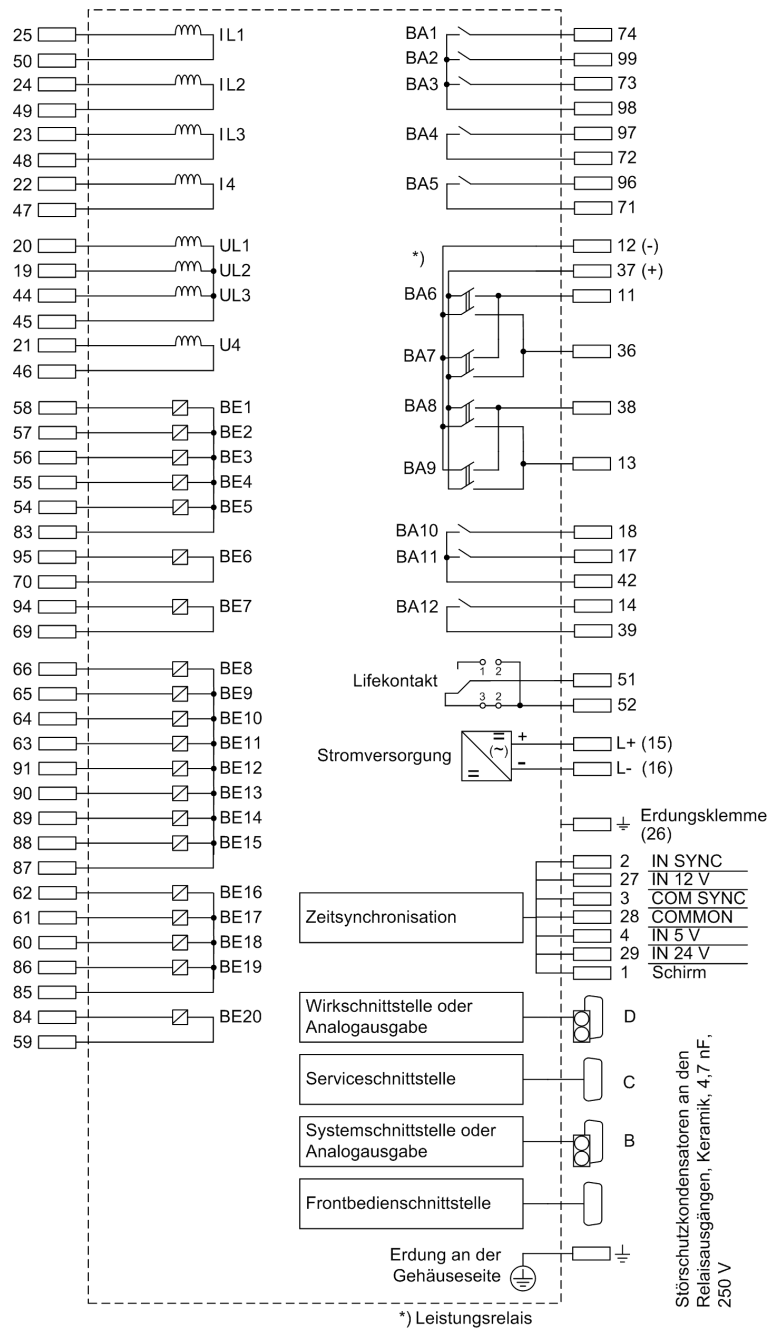 25 IL1
50
24 IL2
49
23 IL3
48
22 I4
47
20 UL1
19 UL2
44 UL3
45
21 U4
46
58 BE1
57 BE2
56 BE3
55 BE4
54 BE5
83
95 BE6
70
94 BE7
69
66 BE8
65 BE9
64 BE10
63 BE11
91 BE12
90 BE13
89 BE14
88 BE15
87
62 BE16
61 BE17
60 BE18
86 BE19
85
84 BE20
59
BA1 74
BA2 99
BA3 73
98
BA4 97
72
BA5 96
71
12 (-)
*)
37 (+)
BA6 11
BA7 36
BA8 38
BA9 13
BA10 18
BA11 17
42
BA12 14
39
Lifekontakt 1 2 51
3 2 52
Stromversorgung = (~) = + L+ (15)
- L- (16)
Erdungsklemme
(26)
Zeitsynchronisation
2 IN SYNC
27 IN 12 V
3 COM SYNC
28 COMMON
4 IN 5 V
29 IN 24 V
1 Schirm
Wirkschnittstelle oder
Analogausgabe
D
Serviceschnittstelle
C
Systemschnittstelle oder
Analogausgabe
B
Frontbedienschnittstelle
Erdung an der
Gehäuseseite
*) Leistungsrelais
Störschutzkondensatoren an den
Relaisausgängen, Keramik, 4,7 nF,
250 V